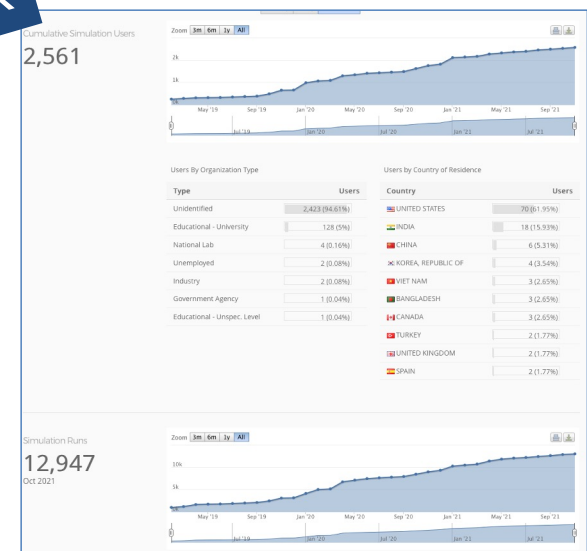 Cumulative Simulation Users
2,561
Zoom 3m 6m 1y All
2k
1k
0k
May '19 Sep '19 Jan '20 May '20 Sep '20 Jan '21 May '21 Sep '21
Jul '19 Jan '20 Jul '20 Jan '21 Jul '21
Users By Organization Type
Type Users
Unidentified 2,423 (94.61%)
Educational - University 128 (5%)
National Lab 4 (0.16%)
Unemployed 2 (0.08%)
Industry 2 (0.08%)
Government Agency 1 (0.04%)
Educational - Unspec. Level 1 (0.04%)
Users by Country of Residence
Country Users
UNITED STATES 70 (61.95%)
INDIA 18 (15.93%)
CHINA 6 (5.31%)
KOREA, REPUBLIC OF 4 (3.54%)
VIET NAM 3 (2.65%)
BANGLADESH 3 (2.65%)
CANADA 3 (2.65%)
TURKEY 2 (1.77%)
UNITED KINGDOM 2 (1.77%)
SPAIN 2 (1.77%)
Simulation Runs
12,947
Oct 2021
Zoom 3m 6m 1y All
10k
5k
0k
May '19 Sep '19 Jan '20 May '20 Sep '20 Jan '21 May '21 Sep '21
Jul '19 Jan '20 Jul '20 Jan '21 Jul '21